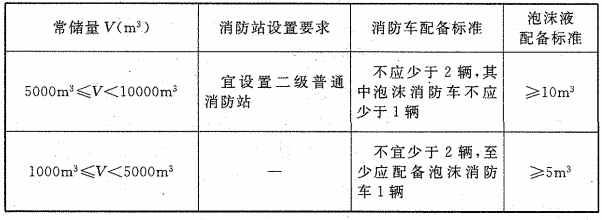 常储量 V(m³) 消防站设置要求 消防车配备标准 泡沫液
配备标准
5000m³≤V<10000m³ 宜设置二级普通
消防站 不应少于 2 辆,其
中泡沫消防车不应
少于 1 辆 ≥10m³
1000m³≤V<5000m³ — 不宜少于 2 辆,至
少应配备泡沫消防
车 1 辆 ≥5m³